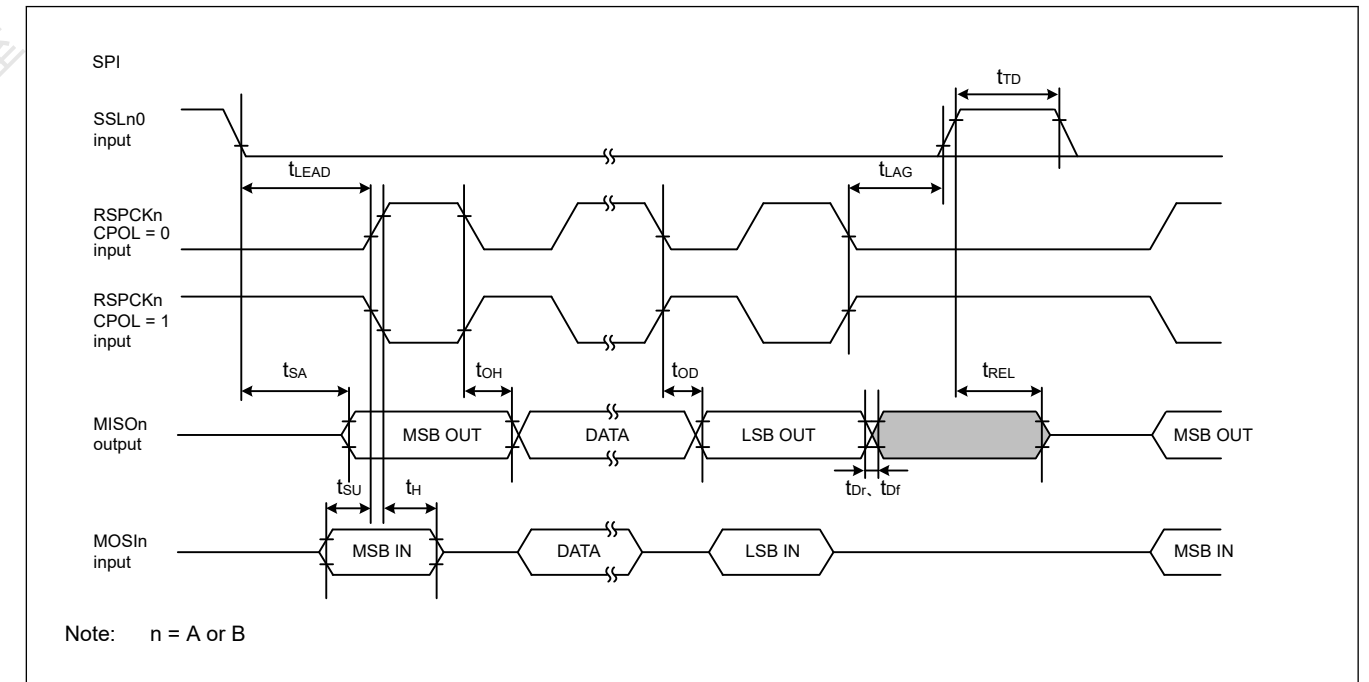 SPI
tTD
SSLn0
input
tLEAD
tLAG
RSPCKn
CPOL = 0
input
RSPCKn
CPOL = 1
input
tSA
tOH
tOD
tREL
MISOn
output
MSB OUT
DATA
LSB OUT
MSB OUT
tDr、tDf
tSU
tH
MOSIn
input
MSB IN
DATA
LSB IN
MSB IN
Note: n = A or B